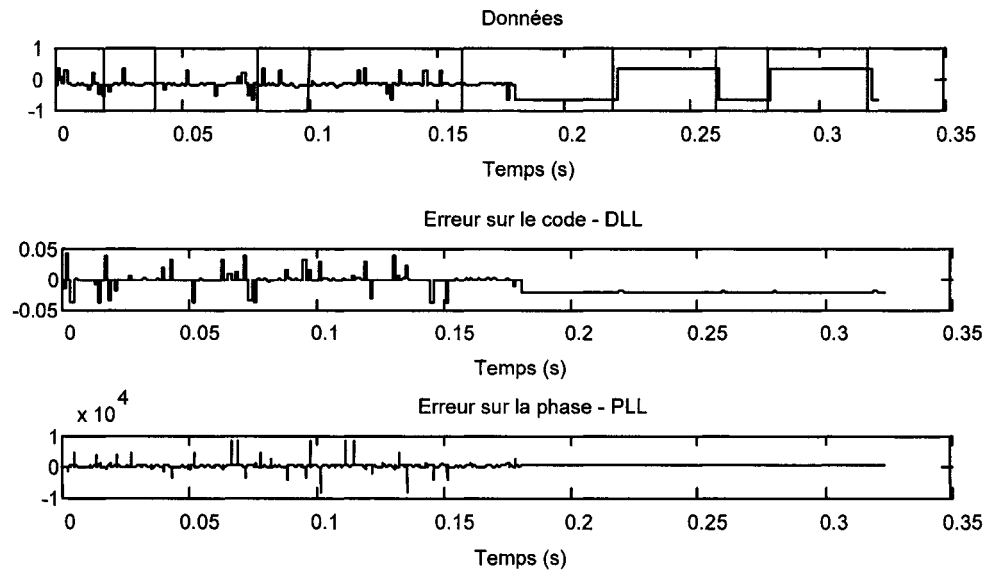 Données
1
0
-1
0 0.05 0.1 0.15 0.2 0.25 0.3 0.35
Temps (s)
Erreur sur le code - DLL
0.05
0
-0.05
0 0.05 0.1 0.15 0.2 0.25 0.3 0.35
Temps (s)
x 10^4
Erreur sur la phase - PLL
1
0
-1
0 0.05 0.1 0.15 0.2 0.25 0.3 0.35
Temps (s)